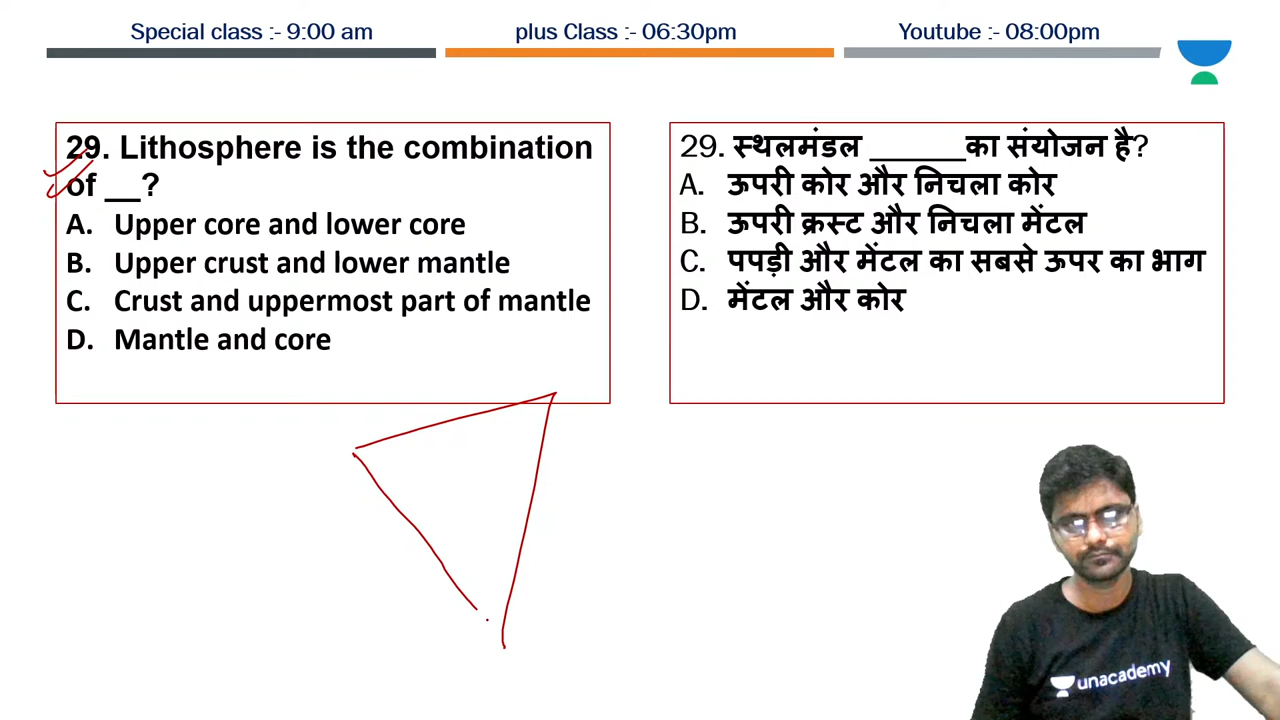 Special class :- 9:00 am
plus Class :- 06:30pm
Youtube :- 08:00pm
29. Lithosphere is the combination
of __?
A. Upper core and lower core
B. Upper crust and lower mantle
C. Crust and uppermost part of mantle
D. Mantle and core
29. स्थलमंडल ______का संयोजन है?
A. ऊपरी कोर और निचला कोर
B. ऊपरी क्रस्ट और निचला मेंटल
C. पपड़ी और मेंटल का सबसे ऊपर का भाग
D. मेंटल और कोर
unacademy